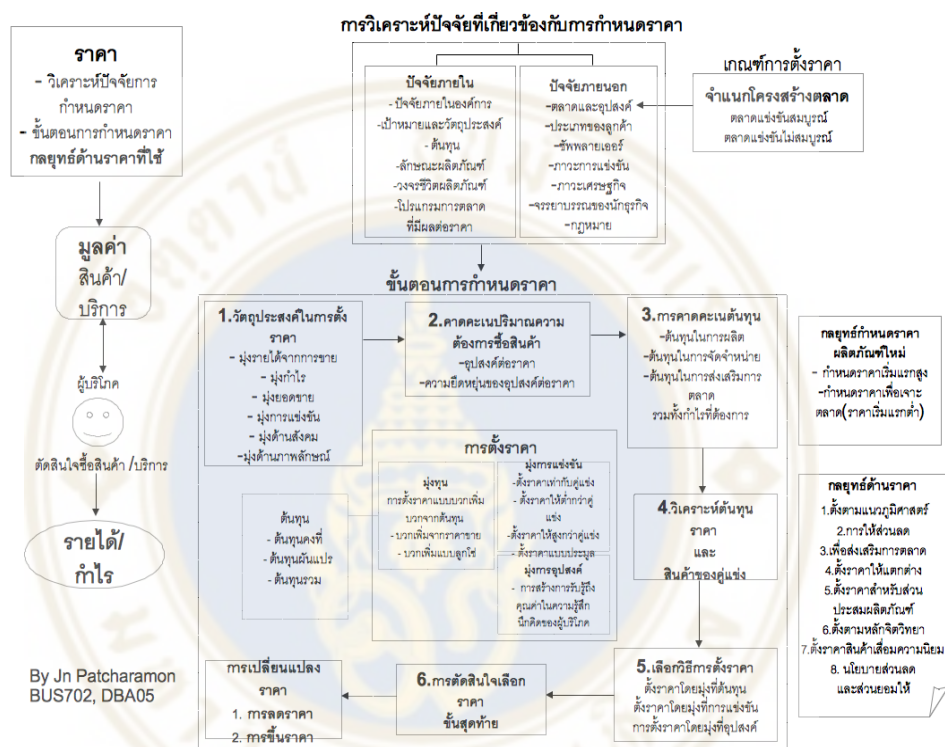 การวิเคราะห์ปัจจัยที่เกี่ยวข้องกับการกำหนดราคา
ราคา
- วิเคราะห์ปัจจัยการ
กำหนดราคา
- ขั้นตอนการกำหนดราคา
กลยุทธ์ด้านราคาที่ใช้
มูลค่า
สินค้า/
บริการ
ผู้บริโภค
ตัดสินใจซื้อสินค้า /บริการ
รายได้/
กำไร
By Jn Patcharamon
BUS702, DBA05
ปัจจัยภายใน
-ปัจจัยภายในองค์การ
-เป้าหมายและวัตถุประสงค์
-ต้นทุน
-ลักษณะผลิตภัณฑ์
-วงจรชีวิตผลิตภัณฑ์
-โปรแกรมการตลาด
ที่มีผลต่อราคา
ปัจจัยภายนอก
-ตลาดและอุปสงค์
-ประเภทของลูกค้า
-ซัพพลายเออร์
-ภาวะการแข่งขัน
-ภาวะเศรษฐกิจ
-จรรยาบรรณของนักธุรกิจ
-กฎหมาย
เกณฑ์การตั้งราคา
จำแนกโครงสร้างตลาด
ตลาดแข่งขันสมบูรณ์
ตลาดแข่งขันไม่สมบูรณ์
ขั้นตอนการกำหนดราคา
1.วัตถุประสงค์ในการตั้ง
ราคา
- มุ่งรายได้จากการขาย
- มุ่งกำไร
- มุ่งยอดขาย
- มุ่งการแข่งขัน
- มุ่งด้านสังคม
-มุ่งด้านภาพลักษณ์
2.คาดคะเนปริมาณความ
ต้องการซื้อสินค้า
-อุปสงค์ต่อราคา
-ความยืดหยุ่นของอุปสงค์ต่อราคา
3.การคาดคะเนต้นทุน
-ต้นทุนในการผลิต
-ต้นทุนในการจัดจำหน่าย
-ต้นทุนในการส่งเสริมการ
ตลาด
รวมทั้งกำไรที่ต้องการ
การตั้งราคา
มุ่งทุน
การตั้งราคาแบบบวกเพิ่ม
บวกจากต้นทุน
- บวกเพิ่มจากราคาขาย
- บวกเพิ่มแบบลูกโซ่
มุ่งการแข่งขัน
-ตั้งราคาเท่ากับคู่แข่ง
- ตั้งราคาให้ต่ำกว่าคู่
แข่ง
-ตั้งราคาให้สูงกว่าคู่แข่ง
- ตั้งราคาแบบประมูล
มุ่งการอุปสงค์
- การสร้างการรับรู้ถึง
คุณค่าในความรู้สึก
นึกคิดของผู้บริโภค
ต้นทุน
- ต้นทุนคงที่
- ต้นทุนผันแปร
- ต้นทุนรวม
4.วิเคราะห์ต้นทุน
ราคา
และ
สินค้าของคู่แข่ง
5.เลือกวิธีการตั้งราคา
ตั้งราคาโดยมุ่งที่ต้นทุน
ตั้งราคาโดยมุ่งที่การแข่งขัน
การตั้งราคาโดยมุ่งที่อุปสงค์
6.การตัดสินใจเลือก
ราคา
ขั้นสุดท้าย
การเปลี่ยนแปลง
ราคา
1. การลดราคา
2. การขึ้นราคา
กลยุทธ์กำหนดราคา
ผลิตภัณฑ์ใหม่
- กำหนดราคาเริ่มแรกสูง
-กำหนดราคาเพื่อเจาะ
ตลาด(ราคาเริ่มแรกต่ำ)
กลยุทธ์ด้านราคา
1.ตั้งตามแนวภูมิศาสตร์
2.การให้ส่วนลด
3.เพื่อส่งเสริมการตลาด
4.ตั้งราคาให้แตกต่าง
5.ตั้งราคาสำหรับส่วน
ประสมผลิตภัณฑ์
6.ตั้งตามหลักจิตวิทยา
7.ตั้งราคาสินค้าเสื่อมความนิยม
8. นโยบายส่วนลด
และส่วนยอมให้